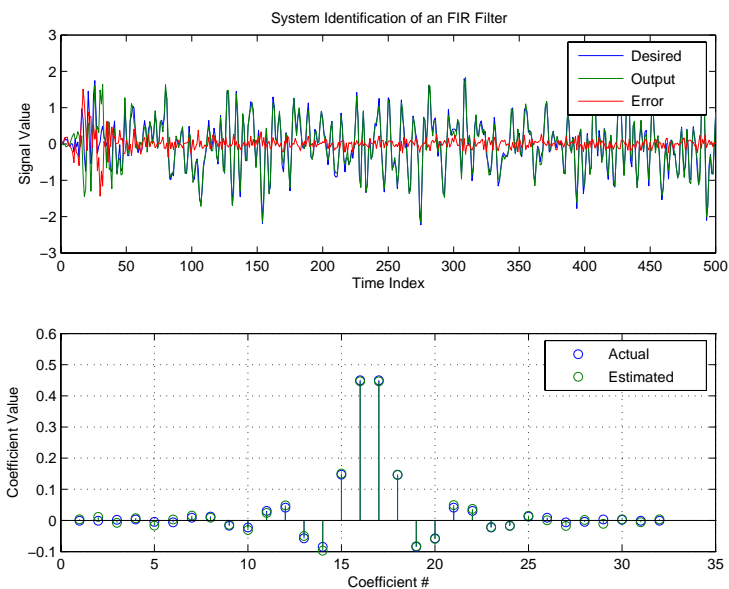 System Identification of an FIR Filter
3
2
1
0
−1
−2
−3
Signal Value
Desired
Output
Error
0 50 100 150 200 250 300 350 400 450 500
Time Index
0.6
0.5
0.4
0.3
0.2
0.1
0
−0.1
Coefficient Value
Actual
Estimated
0 5 10 15 20 25 30 35
Coefficient #